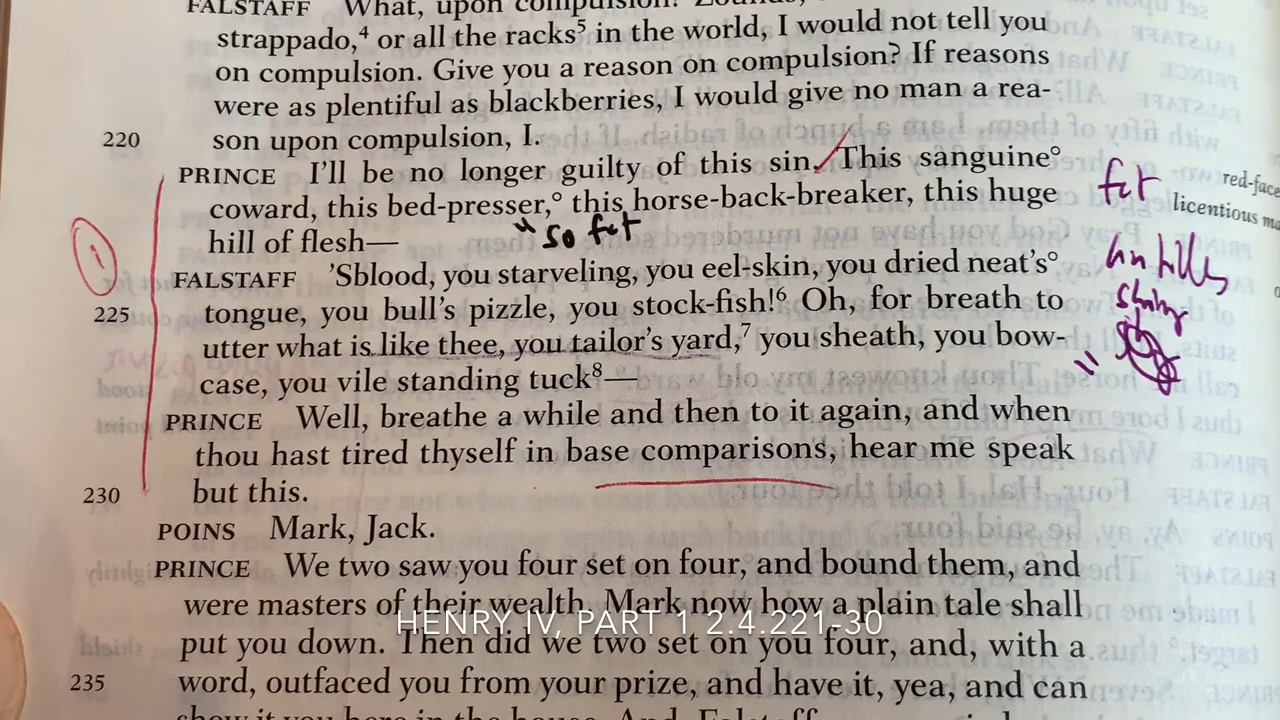 FALSTAFF What, upon compulsion?
strappado,⁴ or all the racks⁵ in the world, I would not tell you
on compulsion. Give you a reason on compulsion? If reasons
were as plentiful as blackberries, I would give no man a rea-
220 son upon compulsion, I.
PRINCE I'll be no longer guilty of this sin. This sanguine°
coward, this bed-presser,° this horse-back-breaker, this huge
hill of flesh—
FALSTAFF 'Sblood, you starveling, you eel-skin, you dried neat's°
225 tongue, you bull's pizzle, you stock-fish!⁶ Oh, for breath to
utter what is like thee, you tailor's yard,⁷ you sheath, you bow-
case, you vile standing tuck⁸—
PRINCE Well, breathe a while and then to it again, and when
thou hast tired thyself in base comparisons, hear me speak
230 but this.
POINS Mark, Jack.
PRINCE We two saw you four set on four, and bound them, and
were masters of their wealth. Mark now how a plain tale shall
put you down. Then did we two set on you four, and, with a
235 word, outfaced you from your prize, and have it, yea, and can
show it you here in the house. And, Falstaff,
red-face
licentious
fat
so fat
1
HENRY IV, PART 1 2.4.221-30